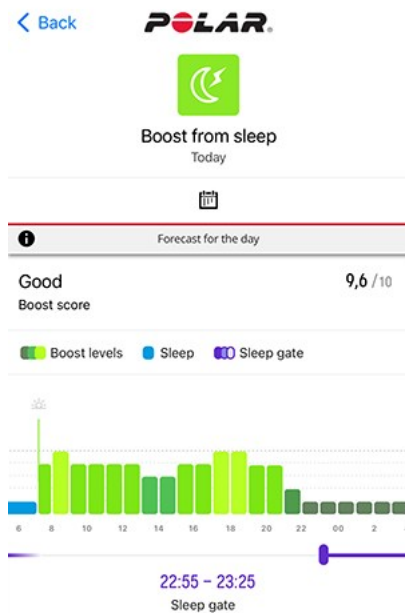 Back
POLAR
Boost from sleep
Today
Forecast for the day
Good
9,6 /10
Boost score
Boost levels Sleep Sleep gate
6 8 10 12 14 16 18 20 22 00 2
22:55 – 23:25
Sleep gate